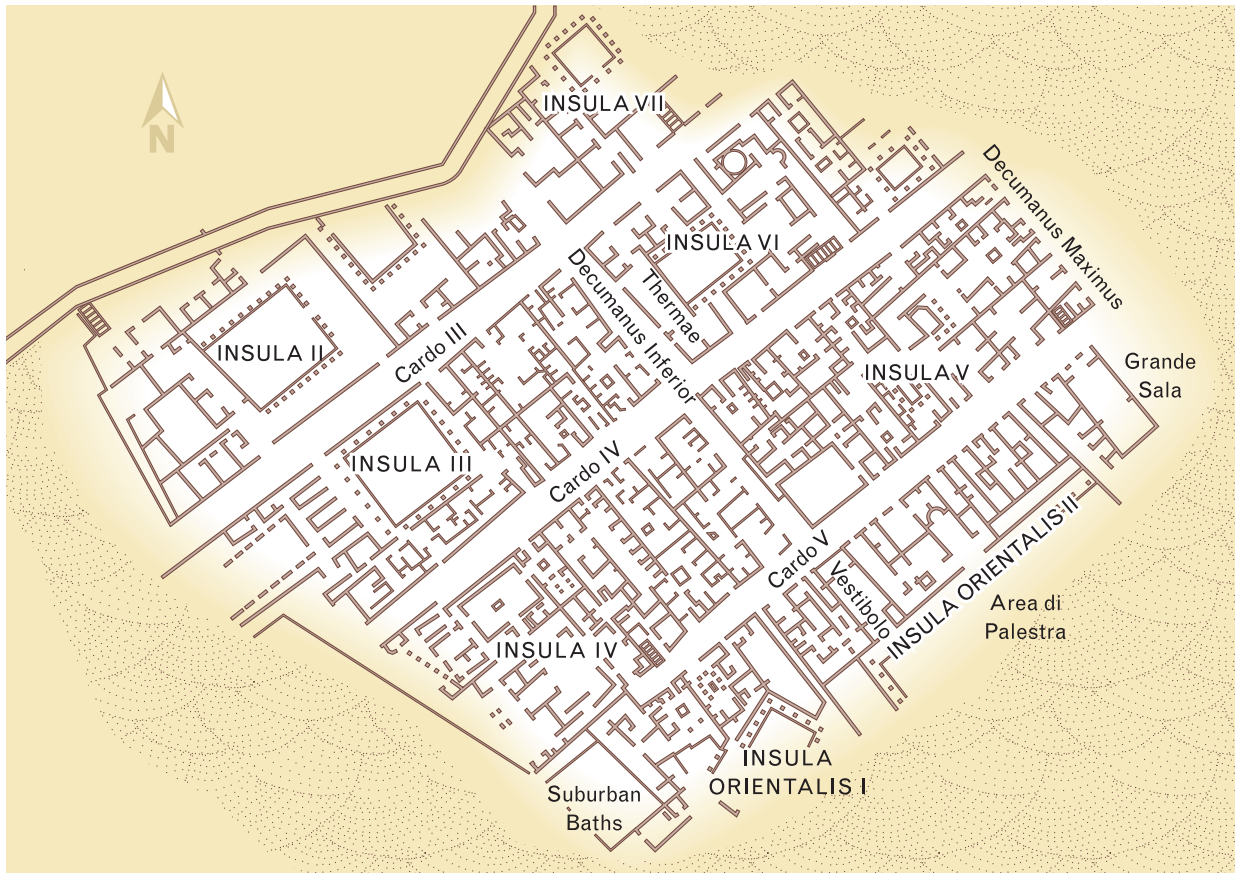 N
INSULA VII
Decumanus Maximus
INSULA VI
Thermae
Decumanus Inferior
INSULA II
Cardo III
INSULA V
Grande
Sala
INSULA III
Cardo IV
Cardo V
Vestibolo
INSULA ORIENTALIS II
Area di
Palestra
INSULA IV
INSULA
ORIENTALIS I
Suburban
Baths